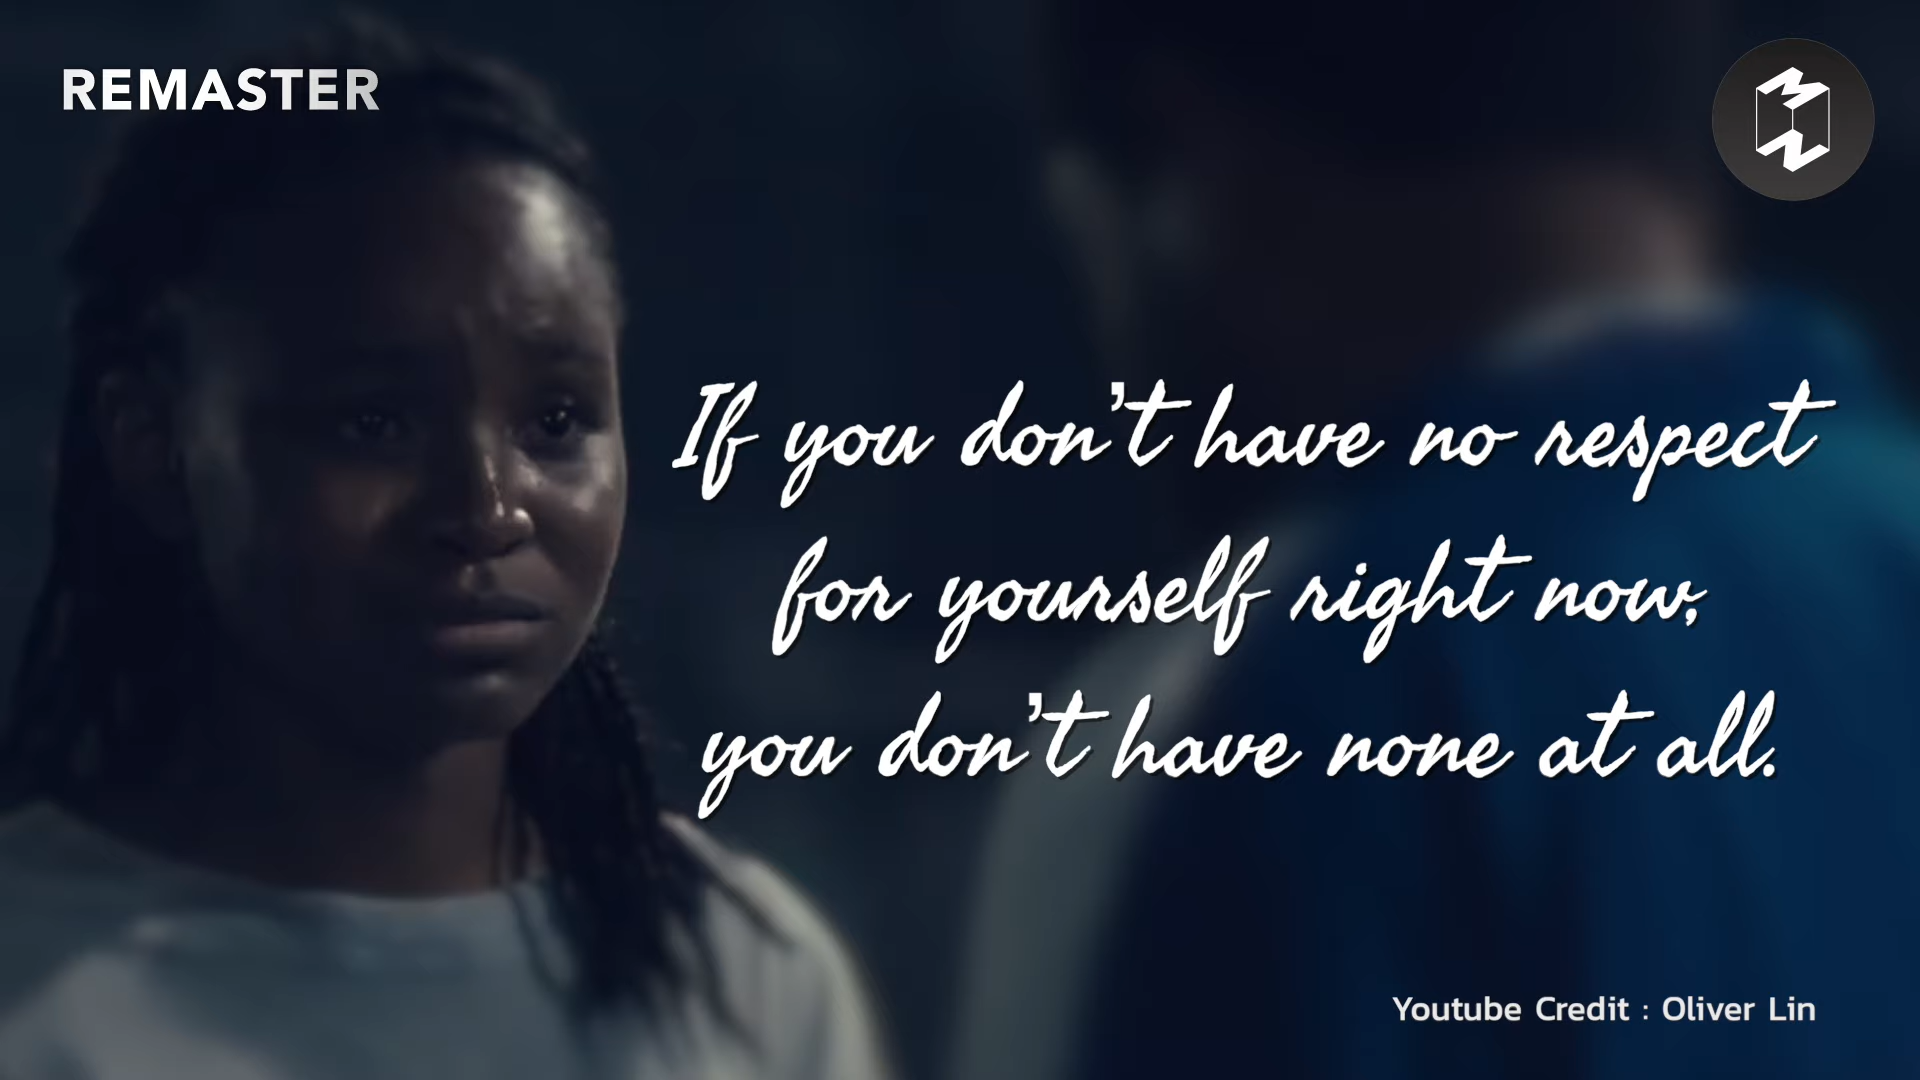 REMASTER
If you don't have no respect
for yourself right now,
you don't have none at all.
Youtube Credit : Oliver Lin